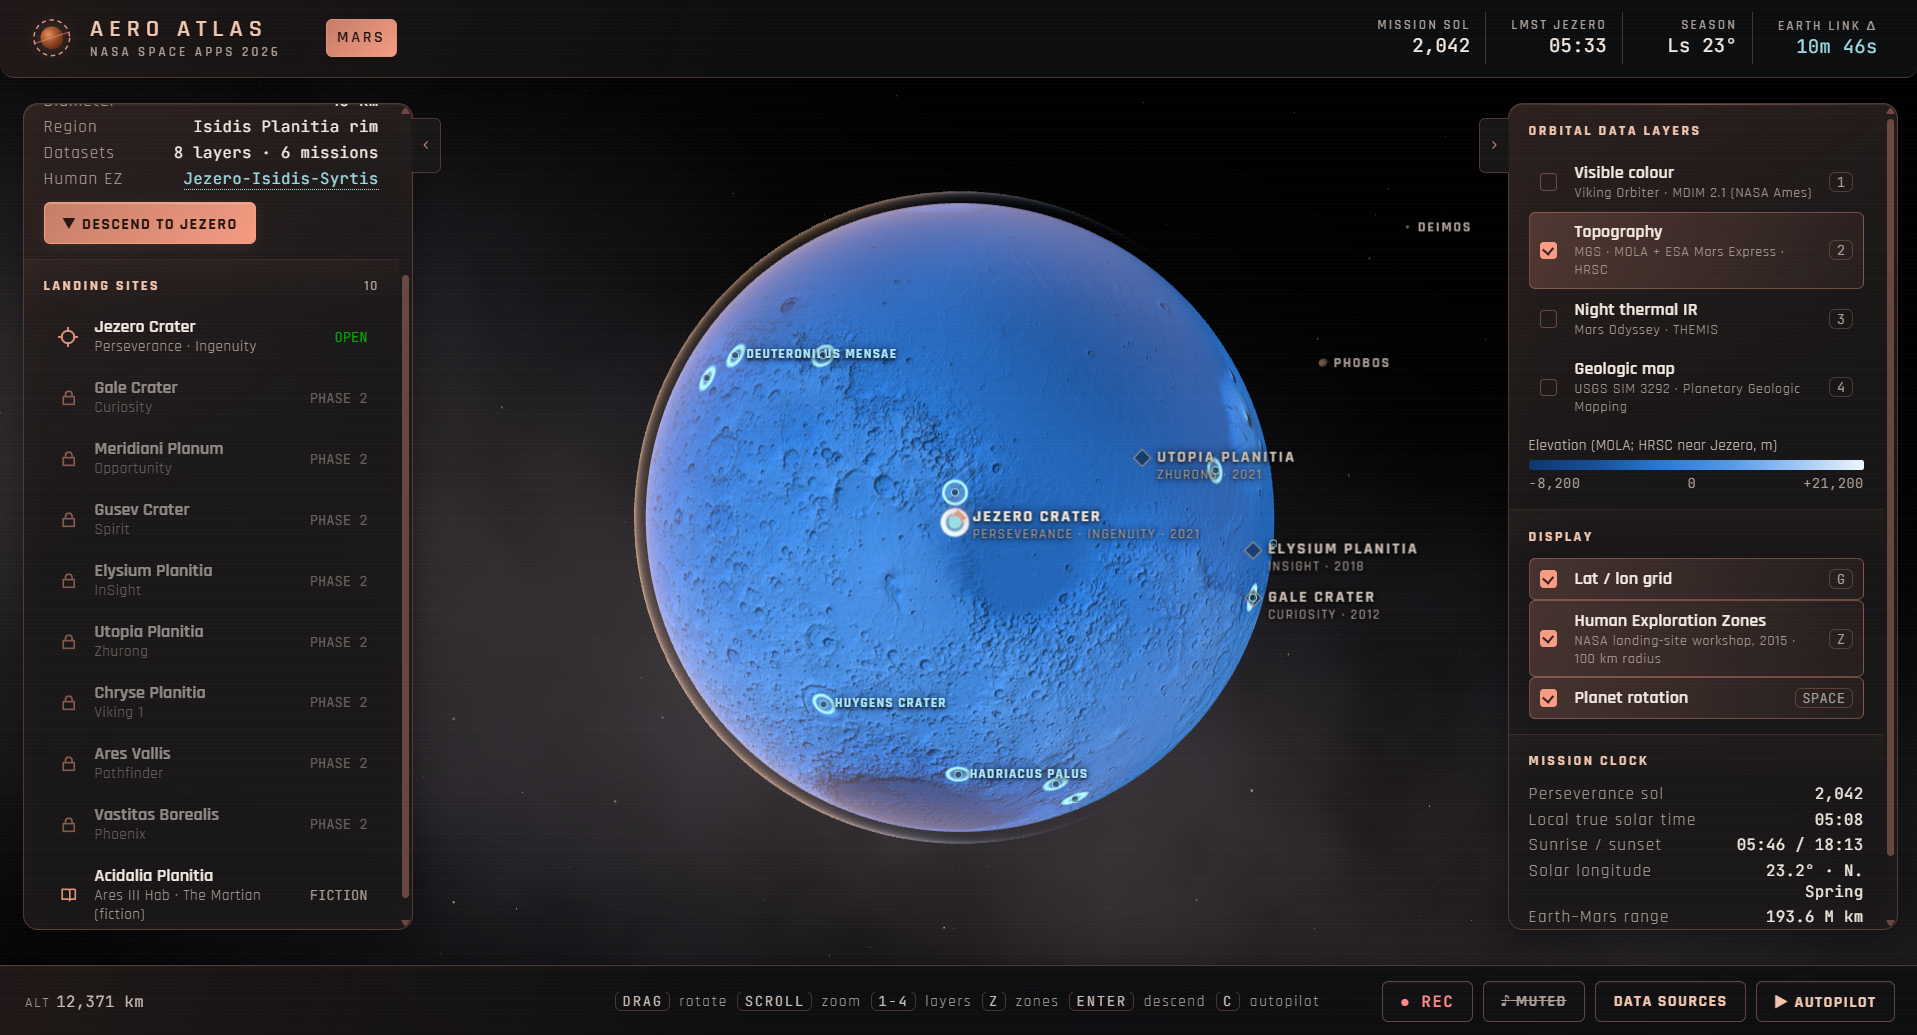 AERO ATLAS
NASA SPACE APPS 2026
MARS
MISSION SOL
2,042
LMST JEZERO
05:33
SEASON
Ls 23°
EARTH LINK Δ
10m 46s
Region
Isidis Planitia rim
Datasets
8 layers · 6 missions
Human EZ
Jezero-Isidis-Syrtis
▼ DESCEND TO JEZERO
LANDING SITES
10
Jezero Crater
Perseverance · Ingenuity
OPEN
Gale Crater
Curiosity
PHASE 2
Meridiani Planum
Opportunity
PHASE 2
Gusev Crater
Spirit
PHASE 2
Elysium Planitia
InSight
PHASE 2
Utopia Planitia
Zhurong
PHASE 2
Chryse Planitia
Viking 1
PHASE 2
Ares Vallis
Pathfinder
PHASE 2
Vastitas Borealis
Phoenix
PHASE 2
Acidalia Planitia
Ares III Hab · The Martian
(fiction)
FICTION
DEIMOS
PHOBOS
DEUTERONILUS MENSAE
UTOPIA PLANITIA
ZHURONG · 2021
JEZERO CRATER
PERSEVERANCE · INGENUITY · 2021
ELYSIUM PLANITIA
INSIGHT · 2018
GALE CRATER
CURIOSITY · 2012
HUYGENS CRATER
HADRIACUS PALUS
ORBITAL DATA LAYERS
Visible colour
Viking Orbiter · MDIM 2.1 (NASA Ames)
1
Topography
MGS · MOLA + ESA Mars Express ·
HRSC
2
Night thermal IR
Mars Odyssey · THEMIS
3
Geologic map
USGS SIM 3292 · Planetary Geologic
Mapping
4
Elevation (MOLA; HRSC near Jezero, m)
-8,200
0
+21,200
DISPLAY
Lat / lon grid
G
Human Exploration Zones
NASA landing-site workshop, 2015 ·
100 km radius
Z
Planet rotation
SPACE
MISSION CLOCK
Perseverance sol
2,042
Local true solar time
05:08
Sunrise / sunset
05:46 / 18:13
Solar longitude
23.2° · N.
Spring
Earth–Mars range
193.6 M km
ALT 12,371 km
DRAG rotate SCROLL zoom 1-4 layers Z zones ENTER descend C autopilot
● REC
♪ MUTED
DATA SOURCES
▶ AUTOPILOT